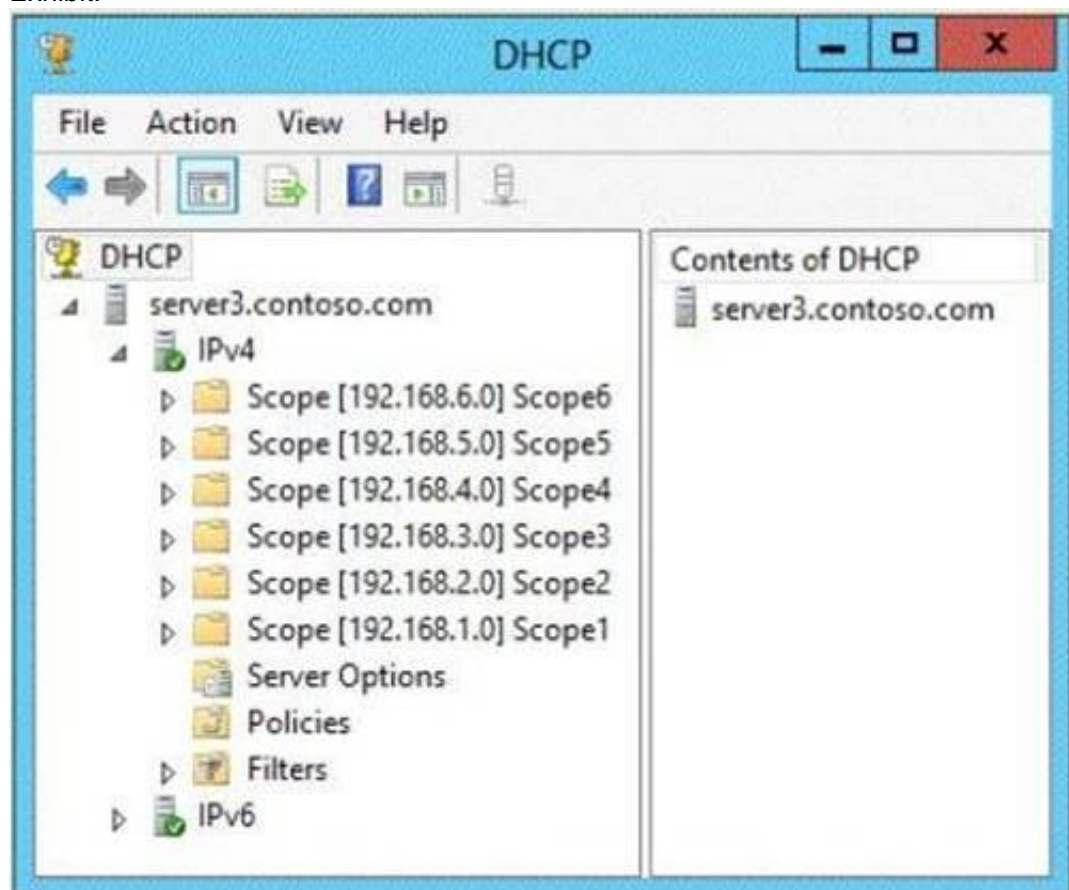 Exhibit:
DHCP
File Action View Help
DHCP
server3.contoso.com
IPv4
Scope [192.168.6.0] Scope6
Scope [192.168.5.0] Scope5
Scope [192.168.4.0] Scope4
Scope [192.168.3.0] Scope3
Scope [192.168.2.0] Scope2
Scope [192.168.1.0] Scope1
Server Options
Policies
Filters
IPv6
Contents of DHCP
server3.contoso.com